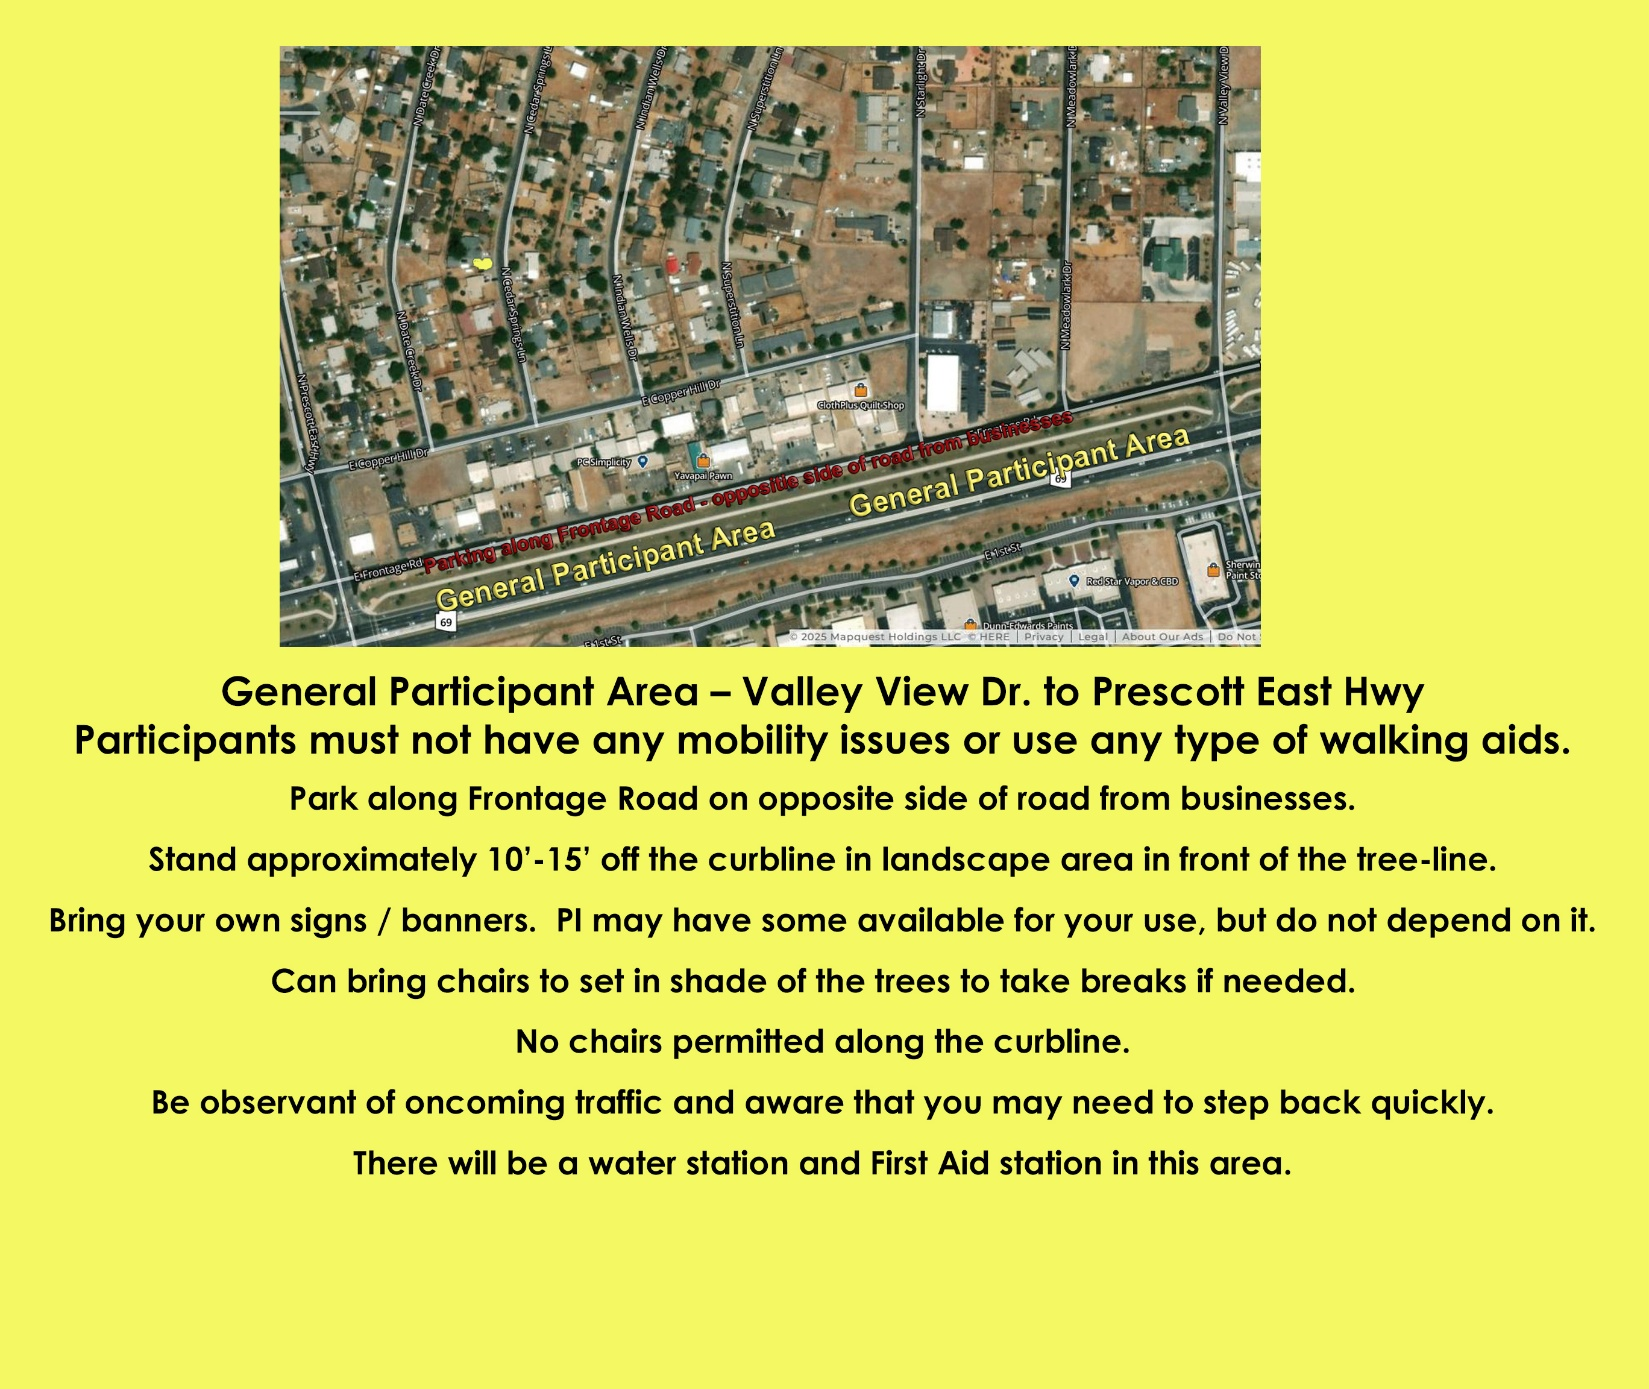 N Date Creek Dr
N Cedar Springs Ln
N Indian Wells Dr
N Superstition Ln
N Starlight Dr
N Meadowlark Dr
N Valley View D
N Prescott East Hwy
N Date Creek Dr
N Cedar Springs Ln
N Indian Wells Dr
N Superstition Ln
N Meadowlark Dr
E Copper Hill Dr
E Copper Hill Dr
ClothPlus Quilt Shop
PC Simplicity
Yavapai Pawn
Parking along Frontage Road - oppositie side of road from businesses
General Participant Area
General Participant Area
69
69
E Frontage Rd
E 1st St
E 1st St
Red Star Vapor & CBD
Sherwin
Paint Sto
Dunn-Edwards Paints
© 2025 Mapquest Holdings LLC © HERE | Privacy | Legal | About Our Ads | Do Not
General Participant Area – Valley View Dr. to Prescott East Hwy
Participants must not have any mobility issues or use any type of walking aids.
Park along Frontage Road on opposite side of road from businesses.
Stand approximately 10’-15’ off the curbline in landscape area in front of the tree-line.
Bring your own signs / banners.  PI may have some available for your use, but do not depend on it.
Can bring chairs to set in shade of the trees to take breaks if needed.
No chairs permitted along the curbline.
Be observant of oncoming traffic and aware that you may need to step back quickly.
There will be a water station and First Aid station in this area.